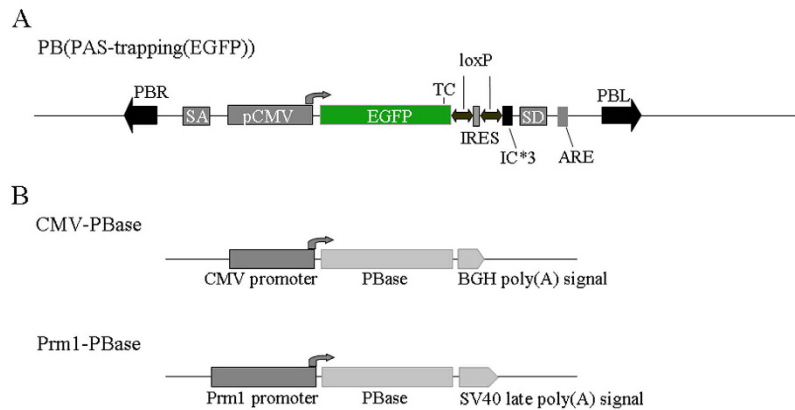 A
PB(PAS-trapping(EGFP))
loxP
PBR
TC
PBL
SA
pCMV
EGFP
SD
IRES
IC*3
ARE
B
CMV-PBase
CMV promoter
PBase
BGH poly(A) signal
Prm1-PBase
Prm1 promoter
PBase
SV40 late poly(A) signal